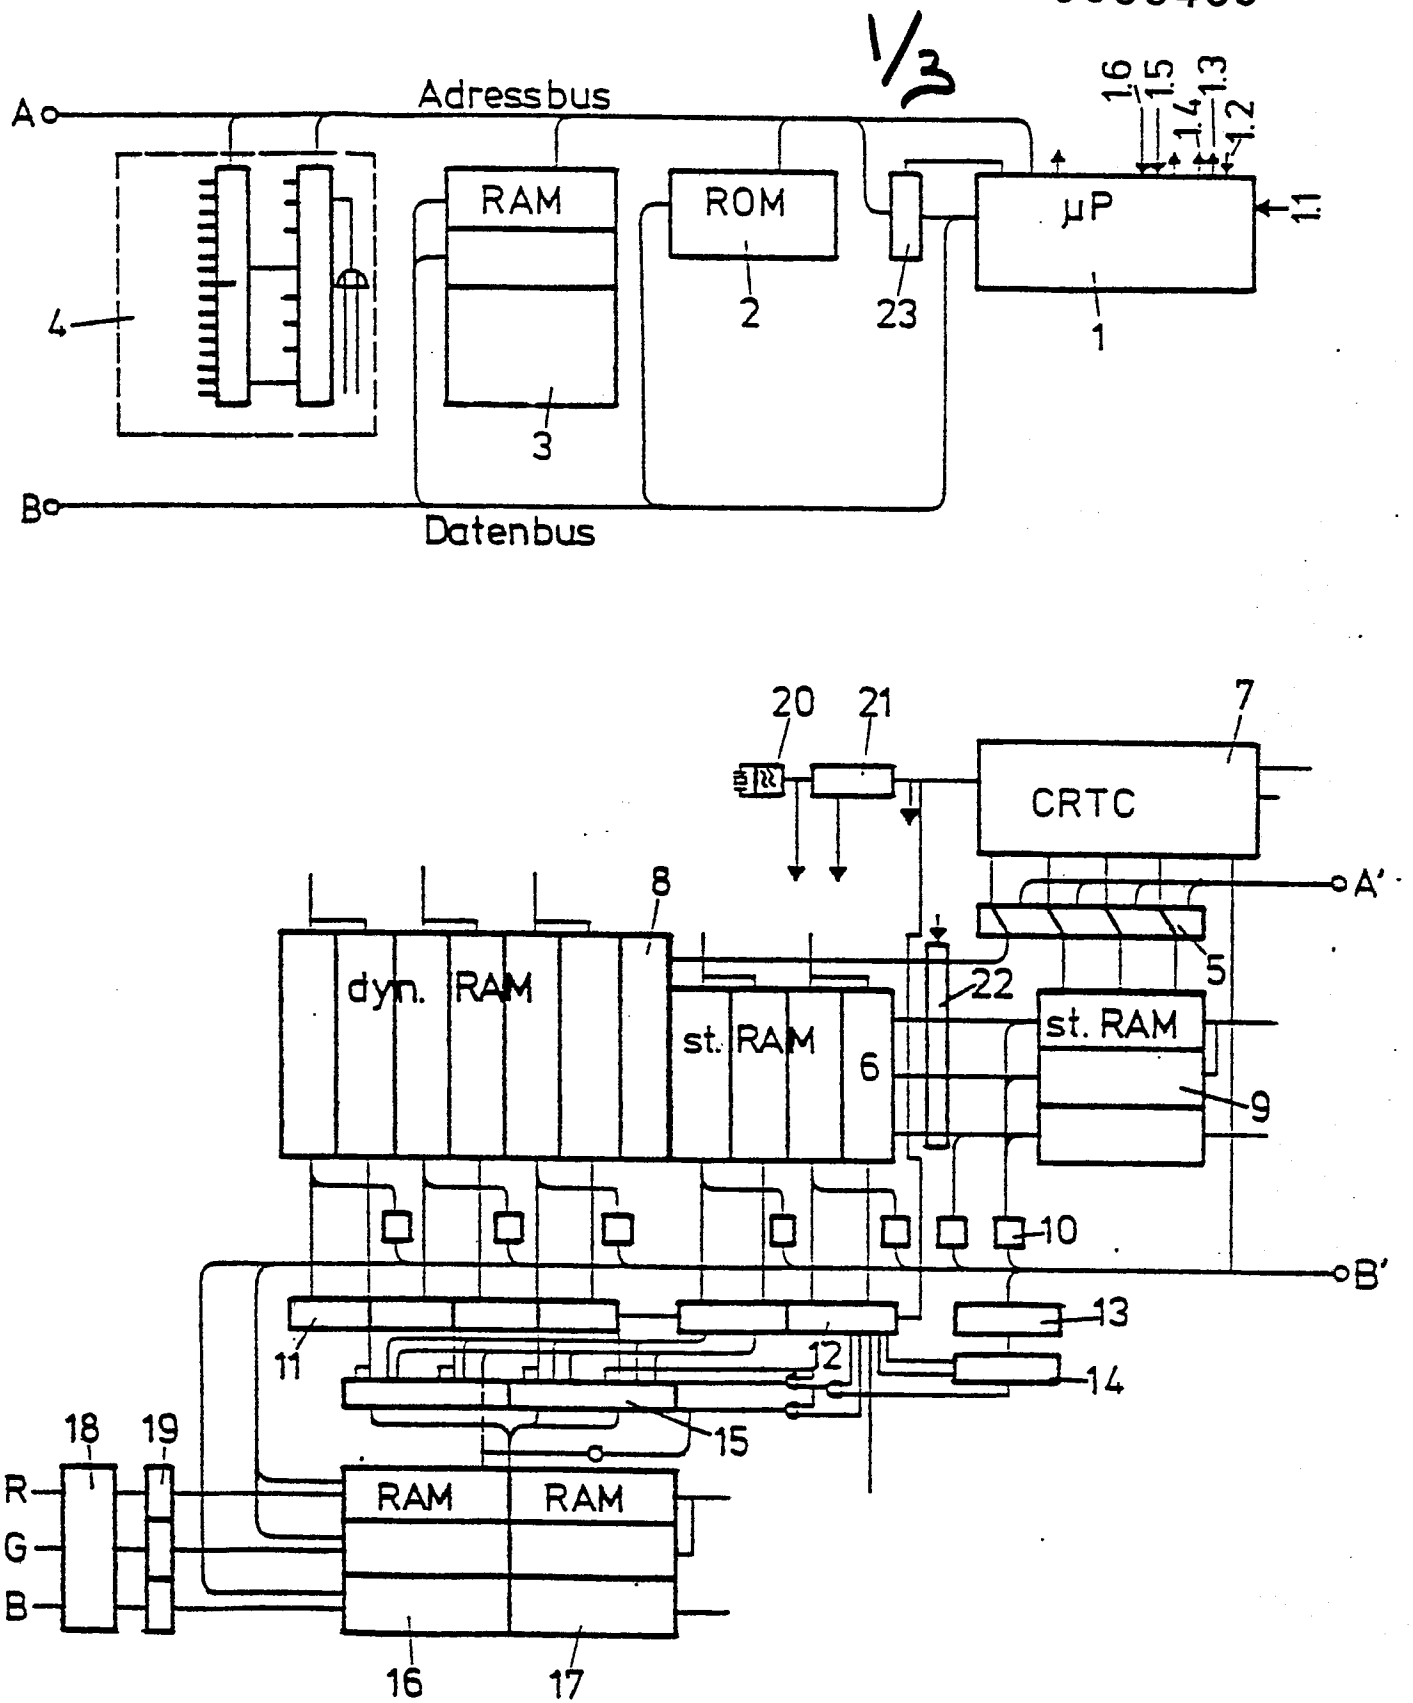 1/3
A Adressbus 1.6 1.5 1.4 1.3 1.2
RAM ROM µP 1.1
4 2 23 1
3
B Datenbus
20 21 7
CRTC
8 A'
dyn. RAM 22 5
st. RAM st. RAM
6 9
10
B'
13
11 12 14
18 19 15
R RAM RAM
G
B
16 17